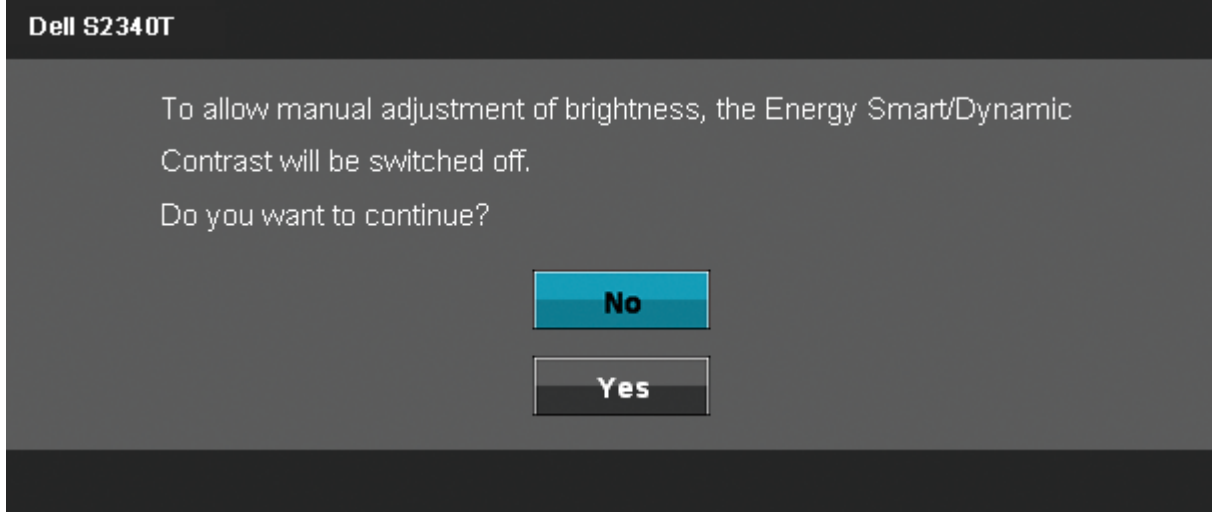 Dell S2340T
To allow manual adjustment of brightness, the Energy Smart/Dynamic
Contrast will be switched off.
Do you want to continue?
No
Yes